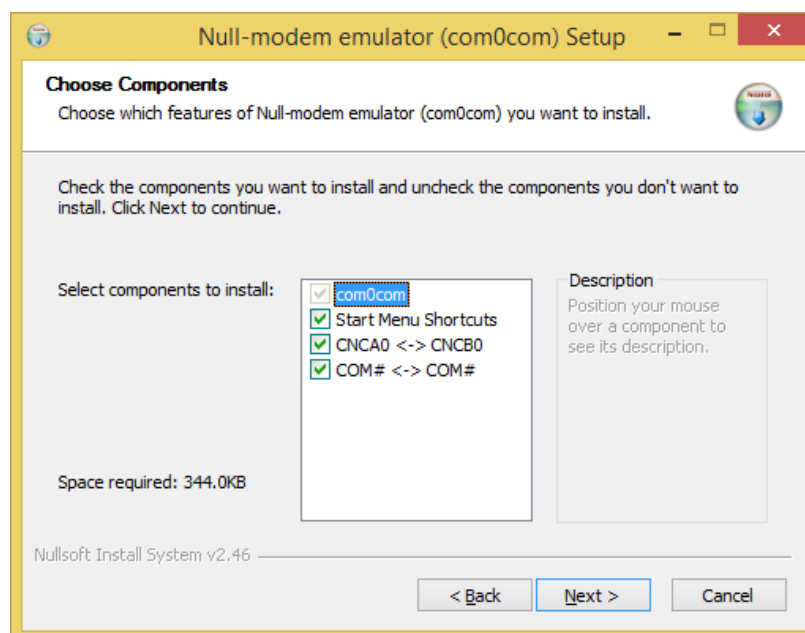 Null-modem emulator (com0com) Setup
Choose Components
Choose which features of Null-modem emulator (com0com) you want to install.
Check the components you want to install and uncheck the components you don't want to
install. Click Next to continue.
Select components to install:
com0com
Start Menu Shortcuts
CNCA0 <-> CNCB0
COM# <-> COM#
Description
Position your mouse
over a component to
see its description.
Space required: 344.0KB
Nullsoft Install System v2.46
< Back
Next >
Cancel